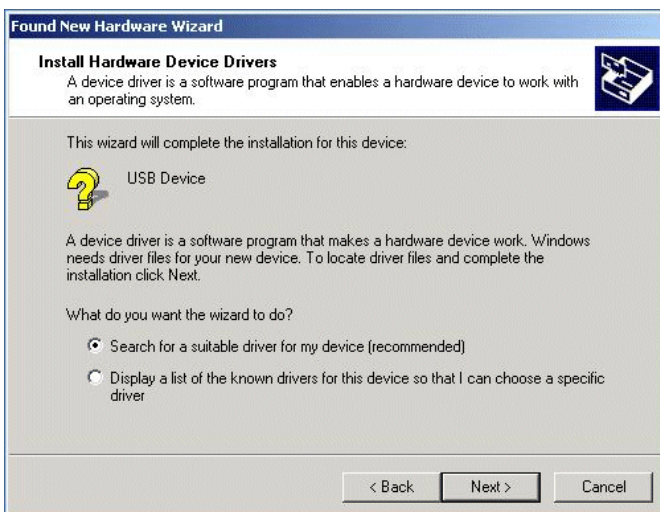 Found New Hardware Wizard
Install Hardware Device Drivers
A device driver is a software program that enables a hardware device to work with
an operating system.
This wizard will complete the installation for this device:
USB Device
A device driver is a software program that makes a hardware device work. Windows
needs driver files for your new device. To locate driver files and complete the
installation click Next.
What do you want the wizard to do?
Search for a suitable driver for my device (recommended)
Display a list of the known drivers for this device so that I can choose a specific
driver
< Back
Next >
Cancel